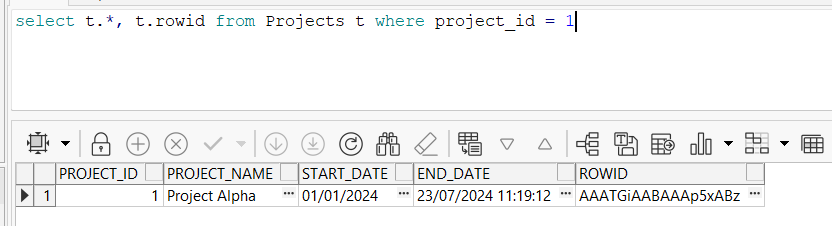 select t.*, t.rowid from Projects t where project_id = 1
PROJECT_ID PROJECT_NAME START_DATE END_DATE ROWID
1 1 Project Alpha ... 01/01/2024 ... 23/07/2024 11:19:12 ... AAATGiAABAAAp5xABz ...